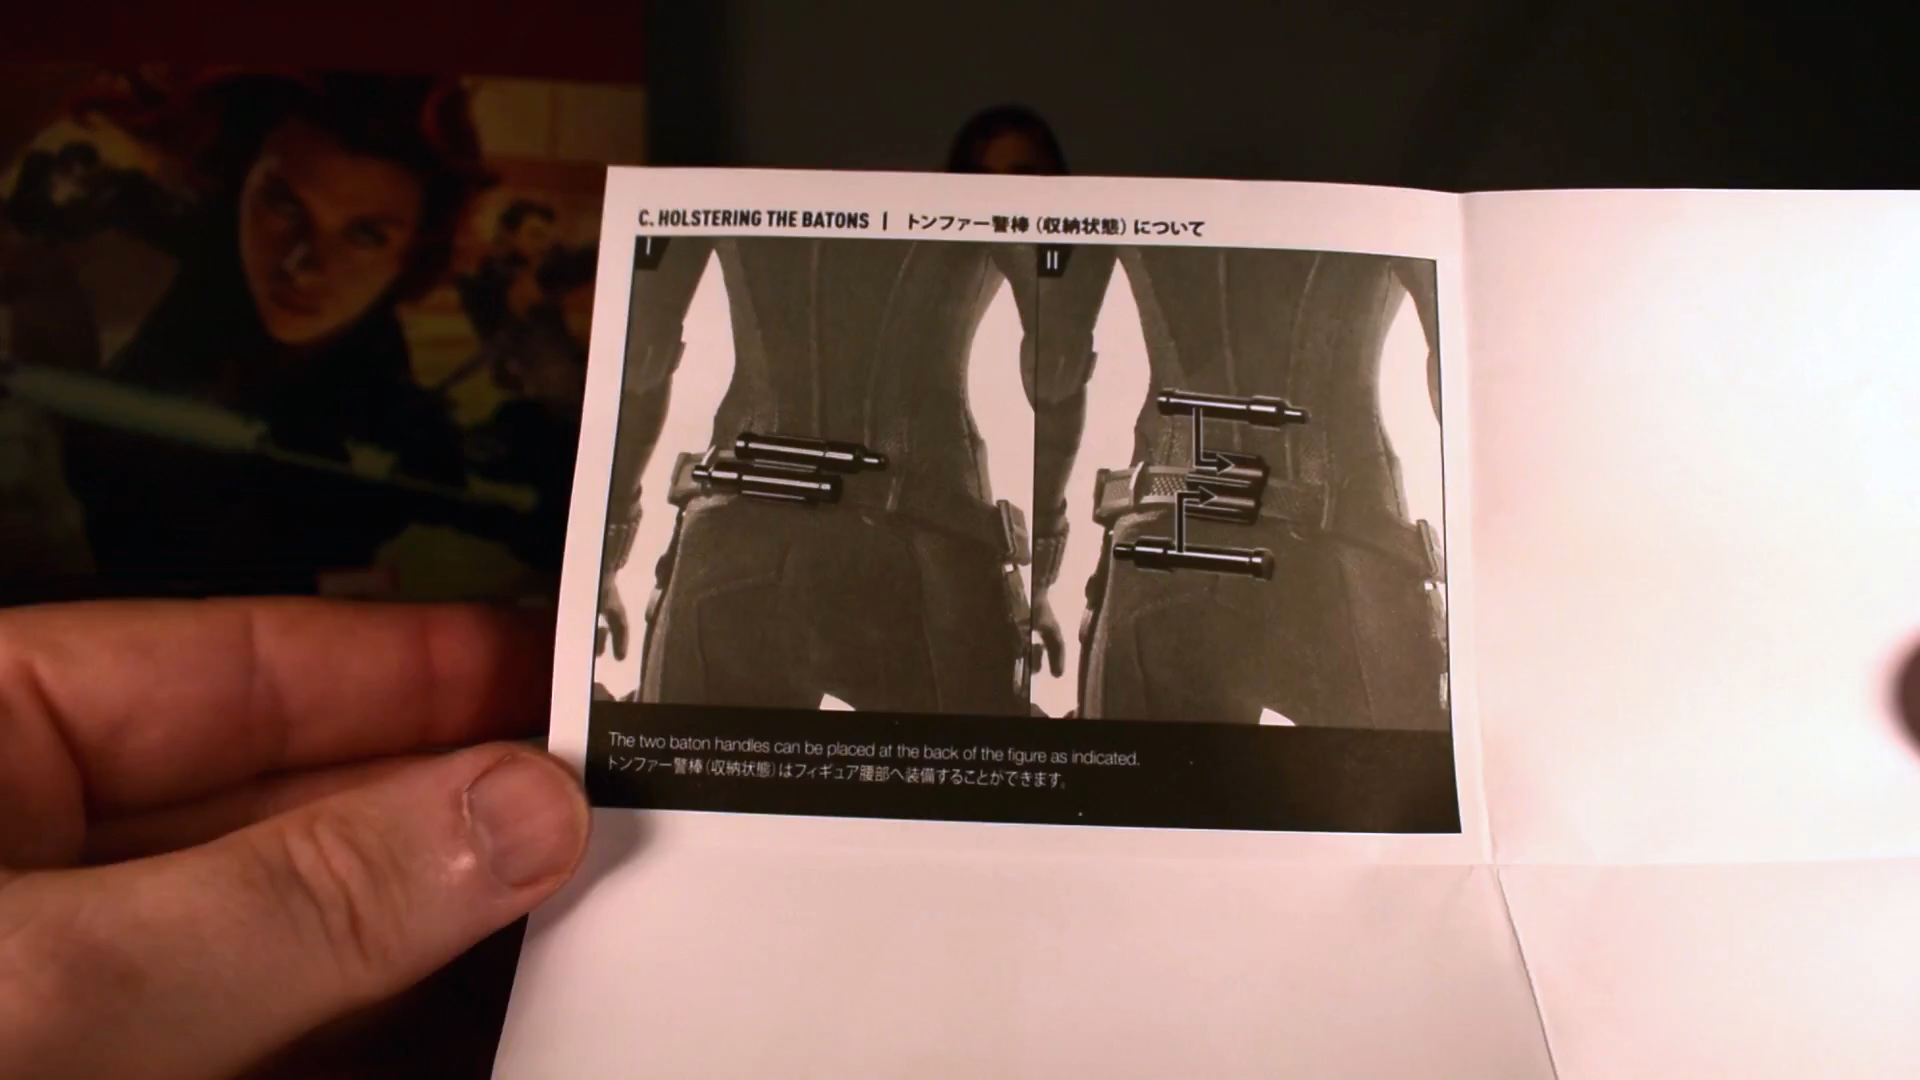 C. HOLSTERING THE BATONS | トンファー警棒（収納状態）について
I
II
The two baton handles can be placed at the back of the figure as indicated.
トンファー警棒（収納状態）はフィギュア腰部へ装備することができます。